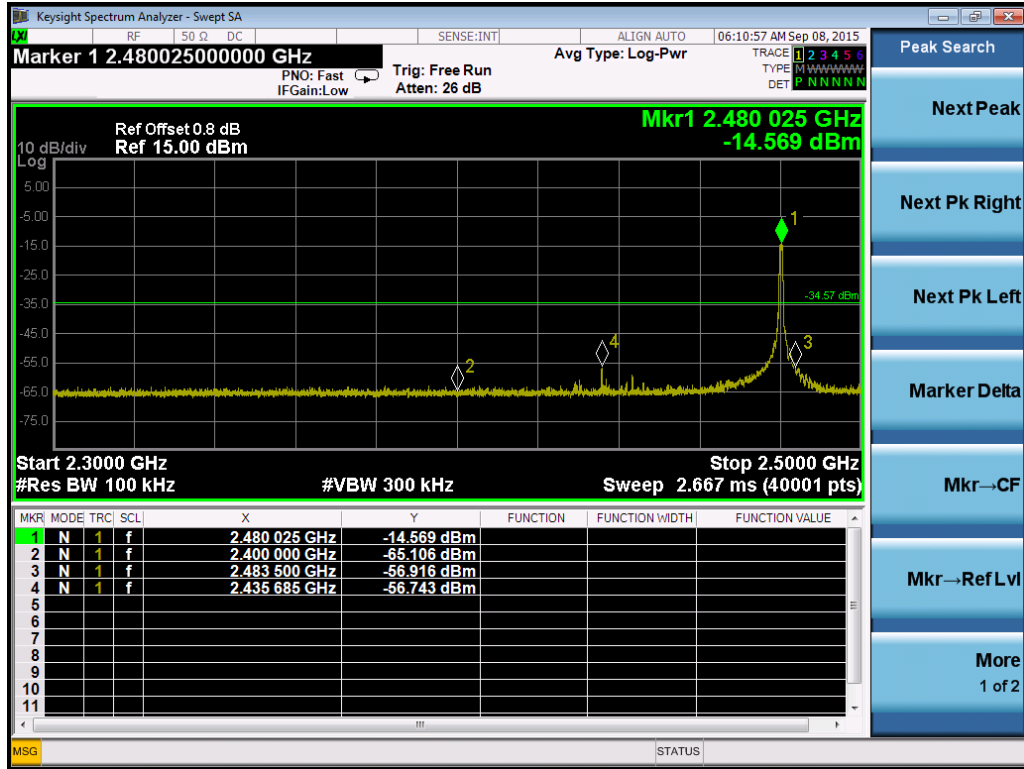 Keysight Spectrum Analyzer - Swept SA
LXI RF 50 Ω DC SENSE:INT ALIGN AUTO 06:10:57 AM Sep 08, 2015
Marker 1 2.480025000000 GHz
PNO: Fast
IFGain:Low
Trig: Free Run
Atten: 26 dB
Avg Type: Log-Pwr
TRACE 1 2 3 4 5 6
TYPE M WWWWW
DET P N N N N N
Peak Search
Next Peak
Next Pk Right
Next Pk Left
Marker Delta
Mkr→CF
Mkr→Ref Lvl
More
1 of 2
Ref Offset 0.8 dB
10 dB/div Ref 15.00 dBm
Log
Mkr1 2.480 025 GHz
-14.569 dBm
5.00
-5.00
-15.0
-25.0
-35.0
-45.0
-55.0
-65.0
-75.0
1
-34.57 dBm
4
3
2
Start 2.3000 GHz Stop 2.5000 GHz
#Res BW 100 kHz #VBW 300 kHz Sweep 2.667 ms (40001 pts)
MKR MODE TRC SCL X Y FUNCTION FUNCTION WIDTH FUNCTION VALUE
1 N 1 f 2.480 025 GHz -14.569 dBm
2 N 1 f 2.400 000 GHz -65.106 dBm
3 N 1 f 2.483 500 GHz -56.916 dBm
4 N 1 f 2.435 685 GHz -56.743 dBm
5
6
7
8
9
10
11
MSG STATUS